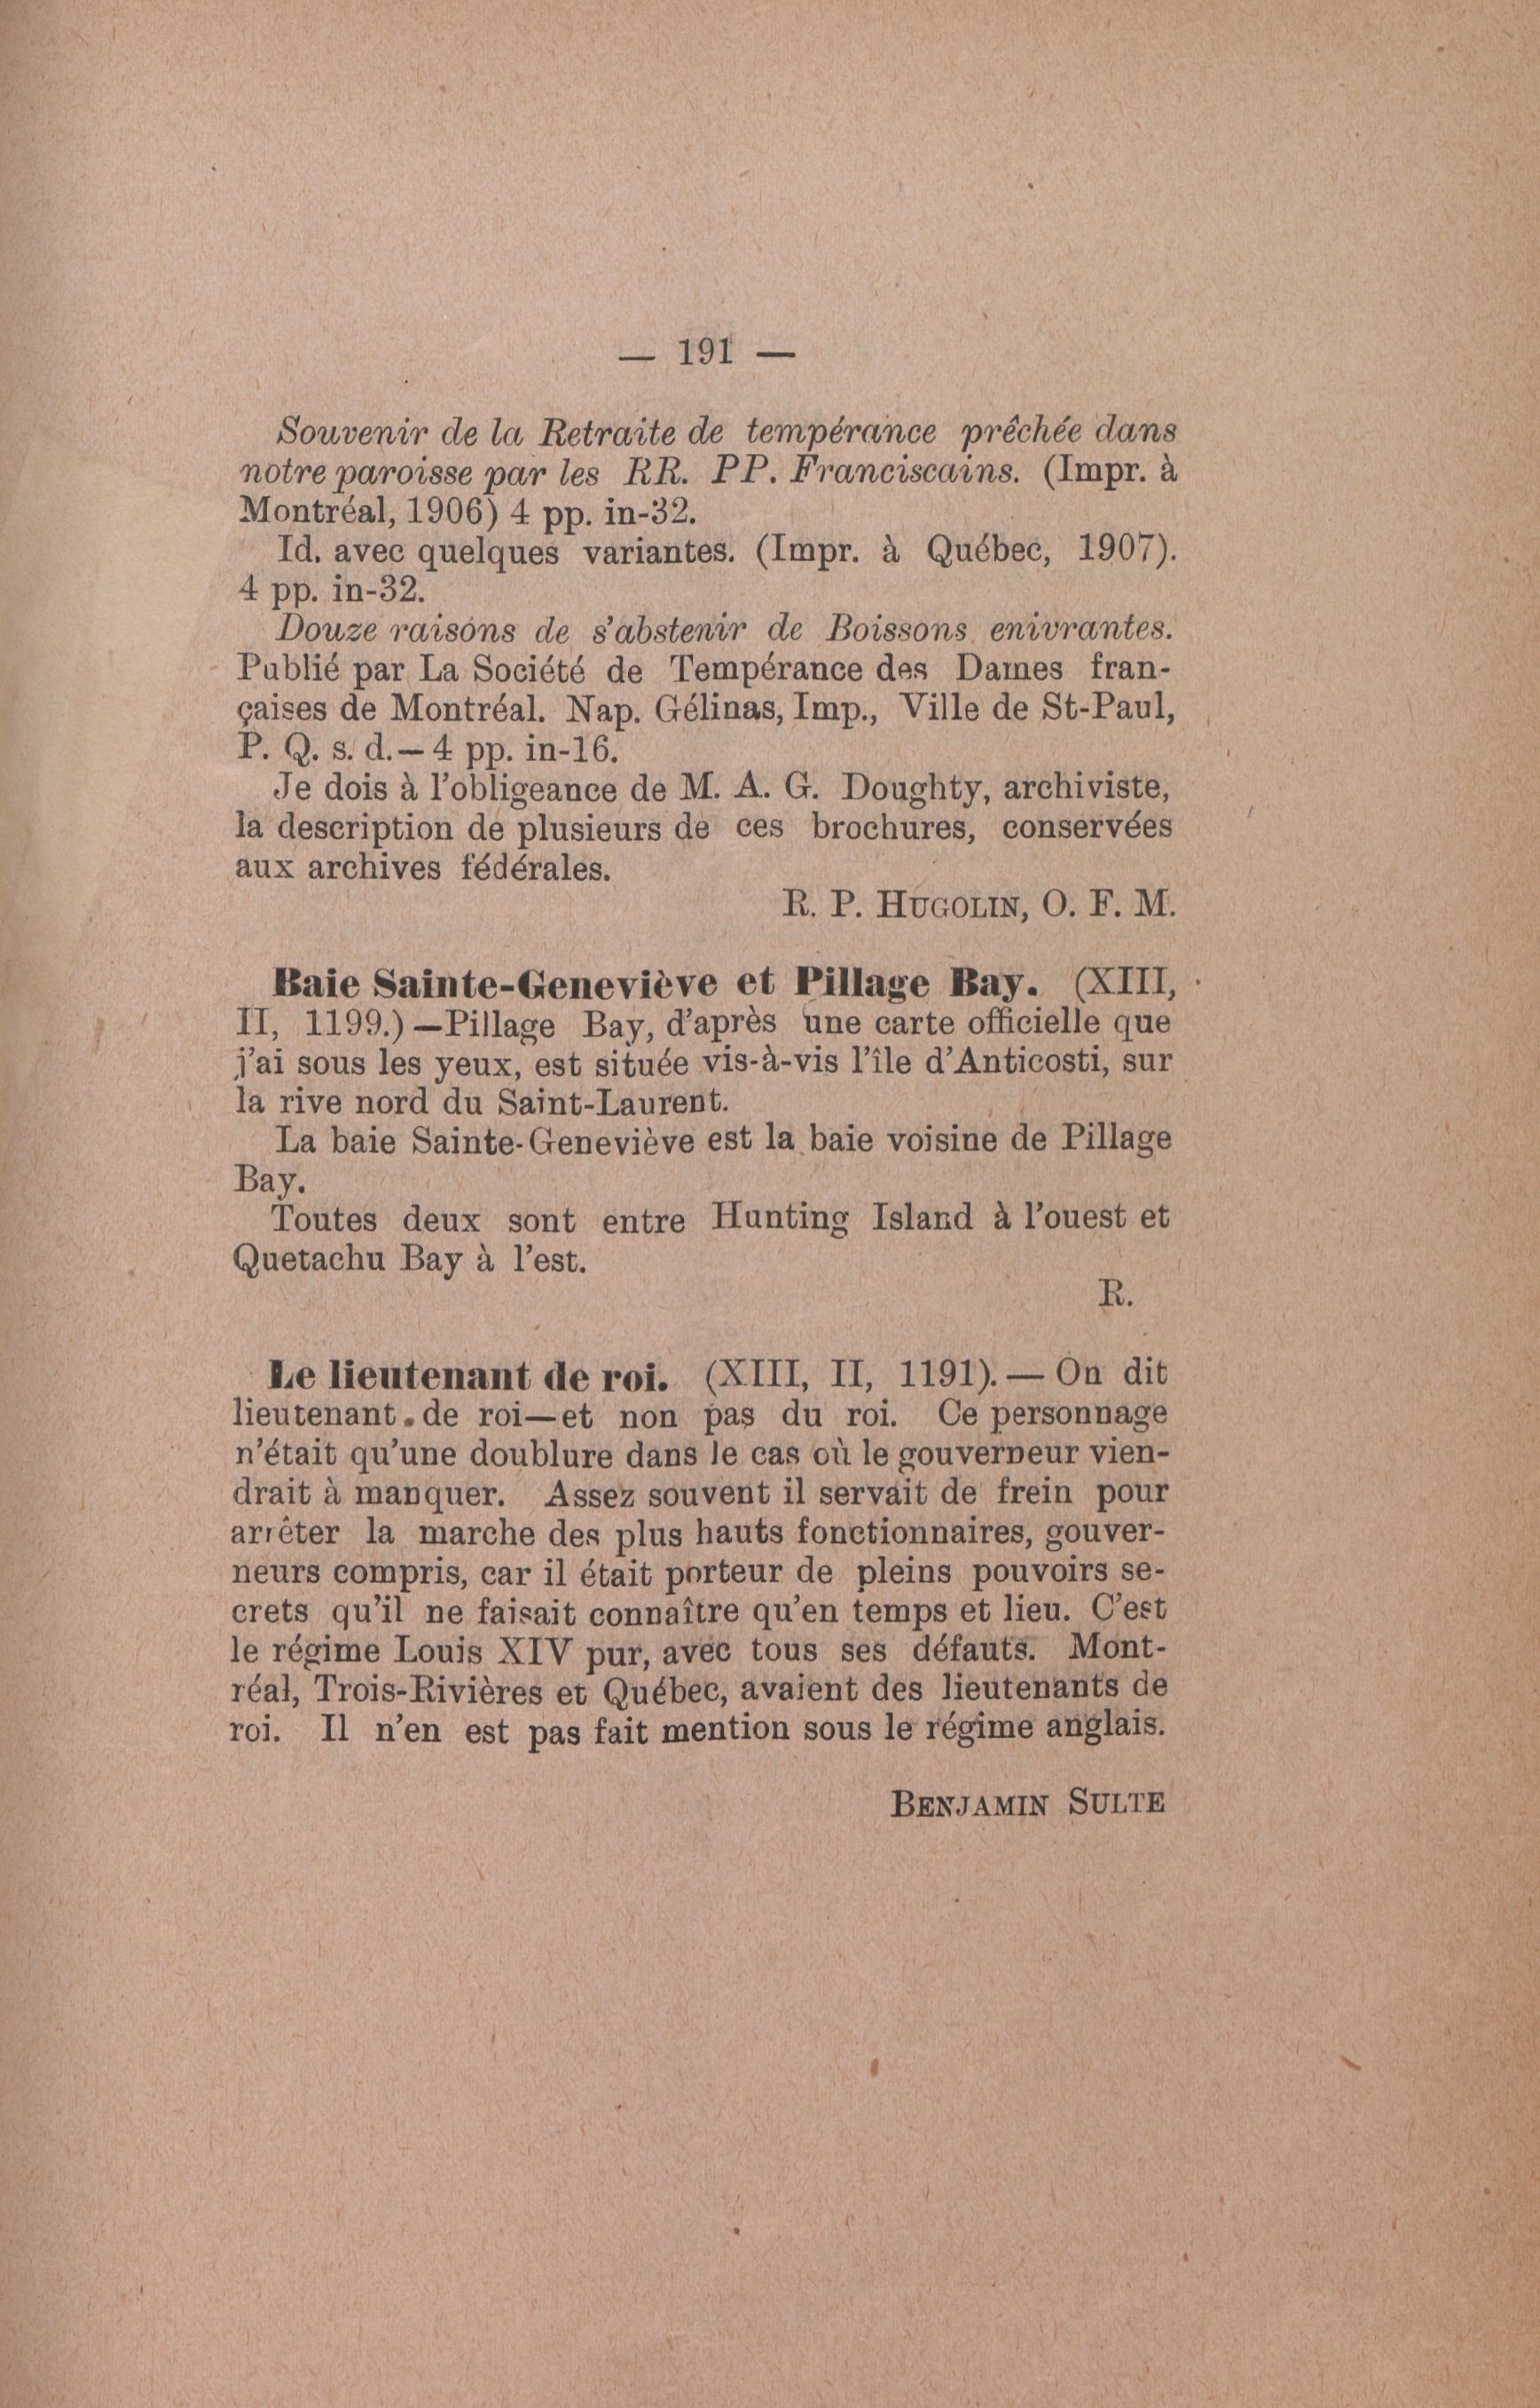 — 191 —
Souvenir de la Retraite de tempérance prêchée dans
notre paroisse par les RR. PP. Franciscains. (Impr. à
Montréal, 1906) 4 pp. in-32.
Id. avec quelques variantes. (Impr. à Québec, 1907).
4 pp. in-32.
Douze raisons de s'abstenir de Boissons enivrantes.
Publié par La Société de Tempérance des Dames fran-
çaises de Montréal. Nap. Gélinas, Imp., Ville de St-Paul,
P. Q. s. d.—4 pp. in-16.
Je dois à l'obligeance de M. A. G. Doughty, archiviste,
la description de plusieurs de ces brochures, conservées
aux archives fédérales.
R. P. HUGOLIN, O. F. M.
Baie Sainte-Geneviève et Pillage Bay. (XIII,
II, 1199.)—Pillage Bay, d'après une carte officielle que
j'ai sous les yeux, est située vis-à-vis l'île d'Anticosti, sur
la rive nord du Saint-Laurent.
La baie Sainte-Geneviève est la baie voisine de Pillage
Bay.
Toutes deux sont entre Hunting Island à l'ouest et
Quetachu Bay à l'est.
R.
Le lieutenant de roi. (XIII, II, 1191).—On dit
lieutenant de roi—et non pas du roi. Ce personnage
n'était qu'une doublure dans le cas où le gouverneur vien-
drait à manquer. Assez souvent il servait de frein pour
arrêter la marche des plus hauts fonctionnaires, gouver-
neurs compris, car il était porteur de pleins pouvoirs se-
crets qu'il ne faisait connaître qu'en temps et lieu. C'est
le régime Louis XIV pur, avec tous ses défauts. Mont-
réal, Trois-Rivières et Québec, avaient des lieutenants de
roi. Il n'en est pas fait mention sous le régime anglais.
BENJAMIN SULTE